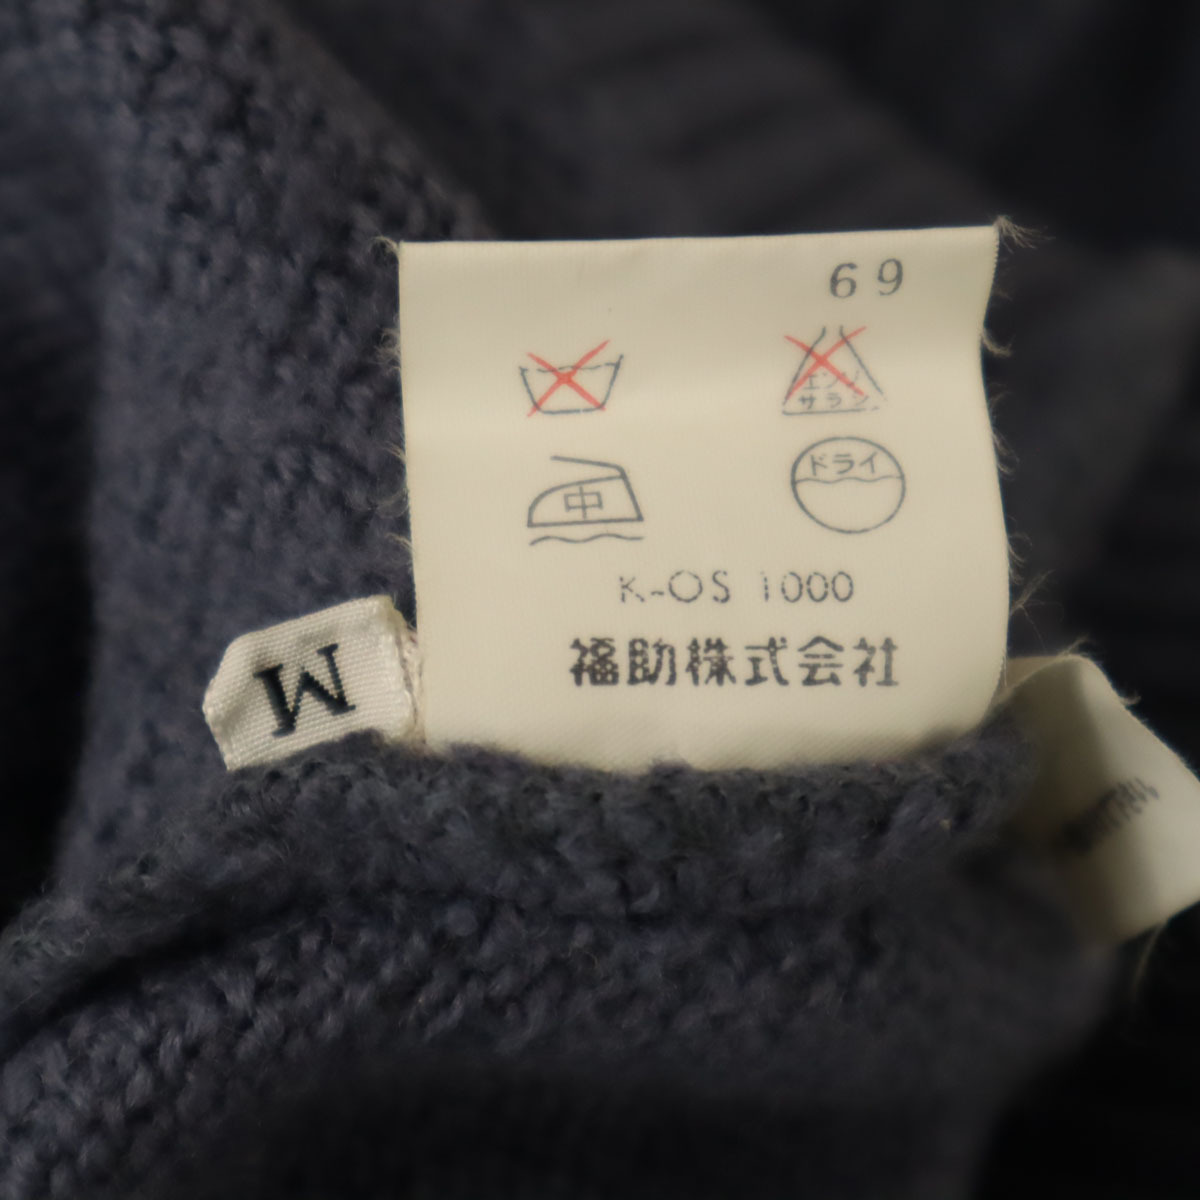 69
エンソ
サラシ
中
ドライ
K-OS 1000
福助株式会社
M